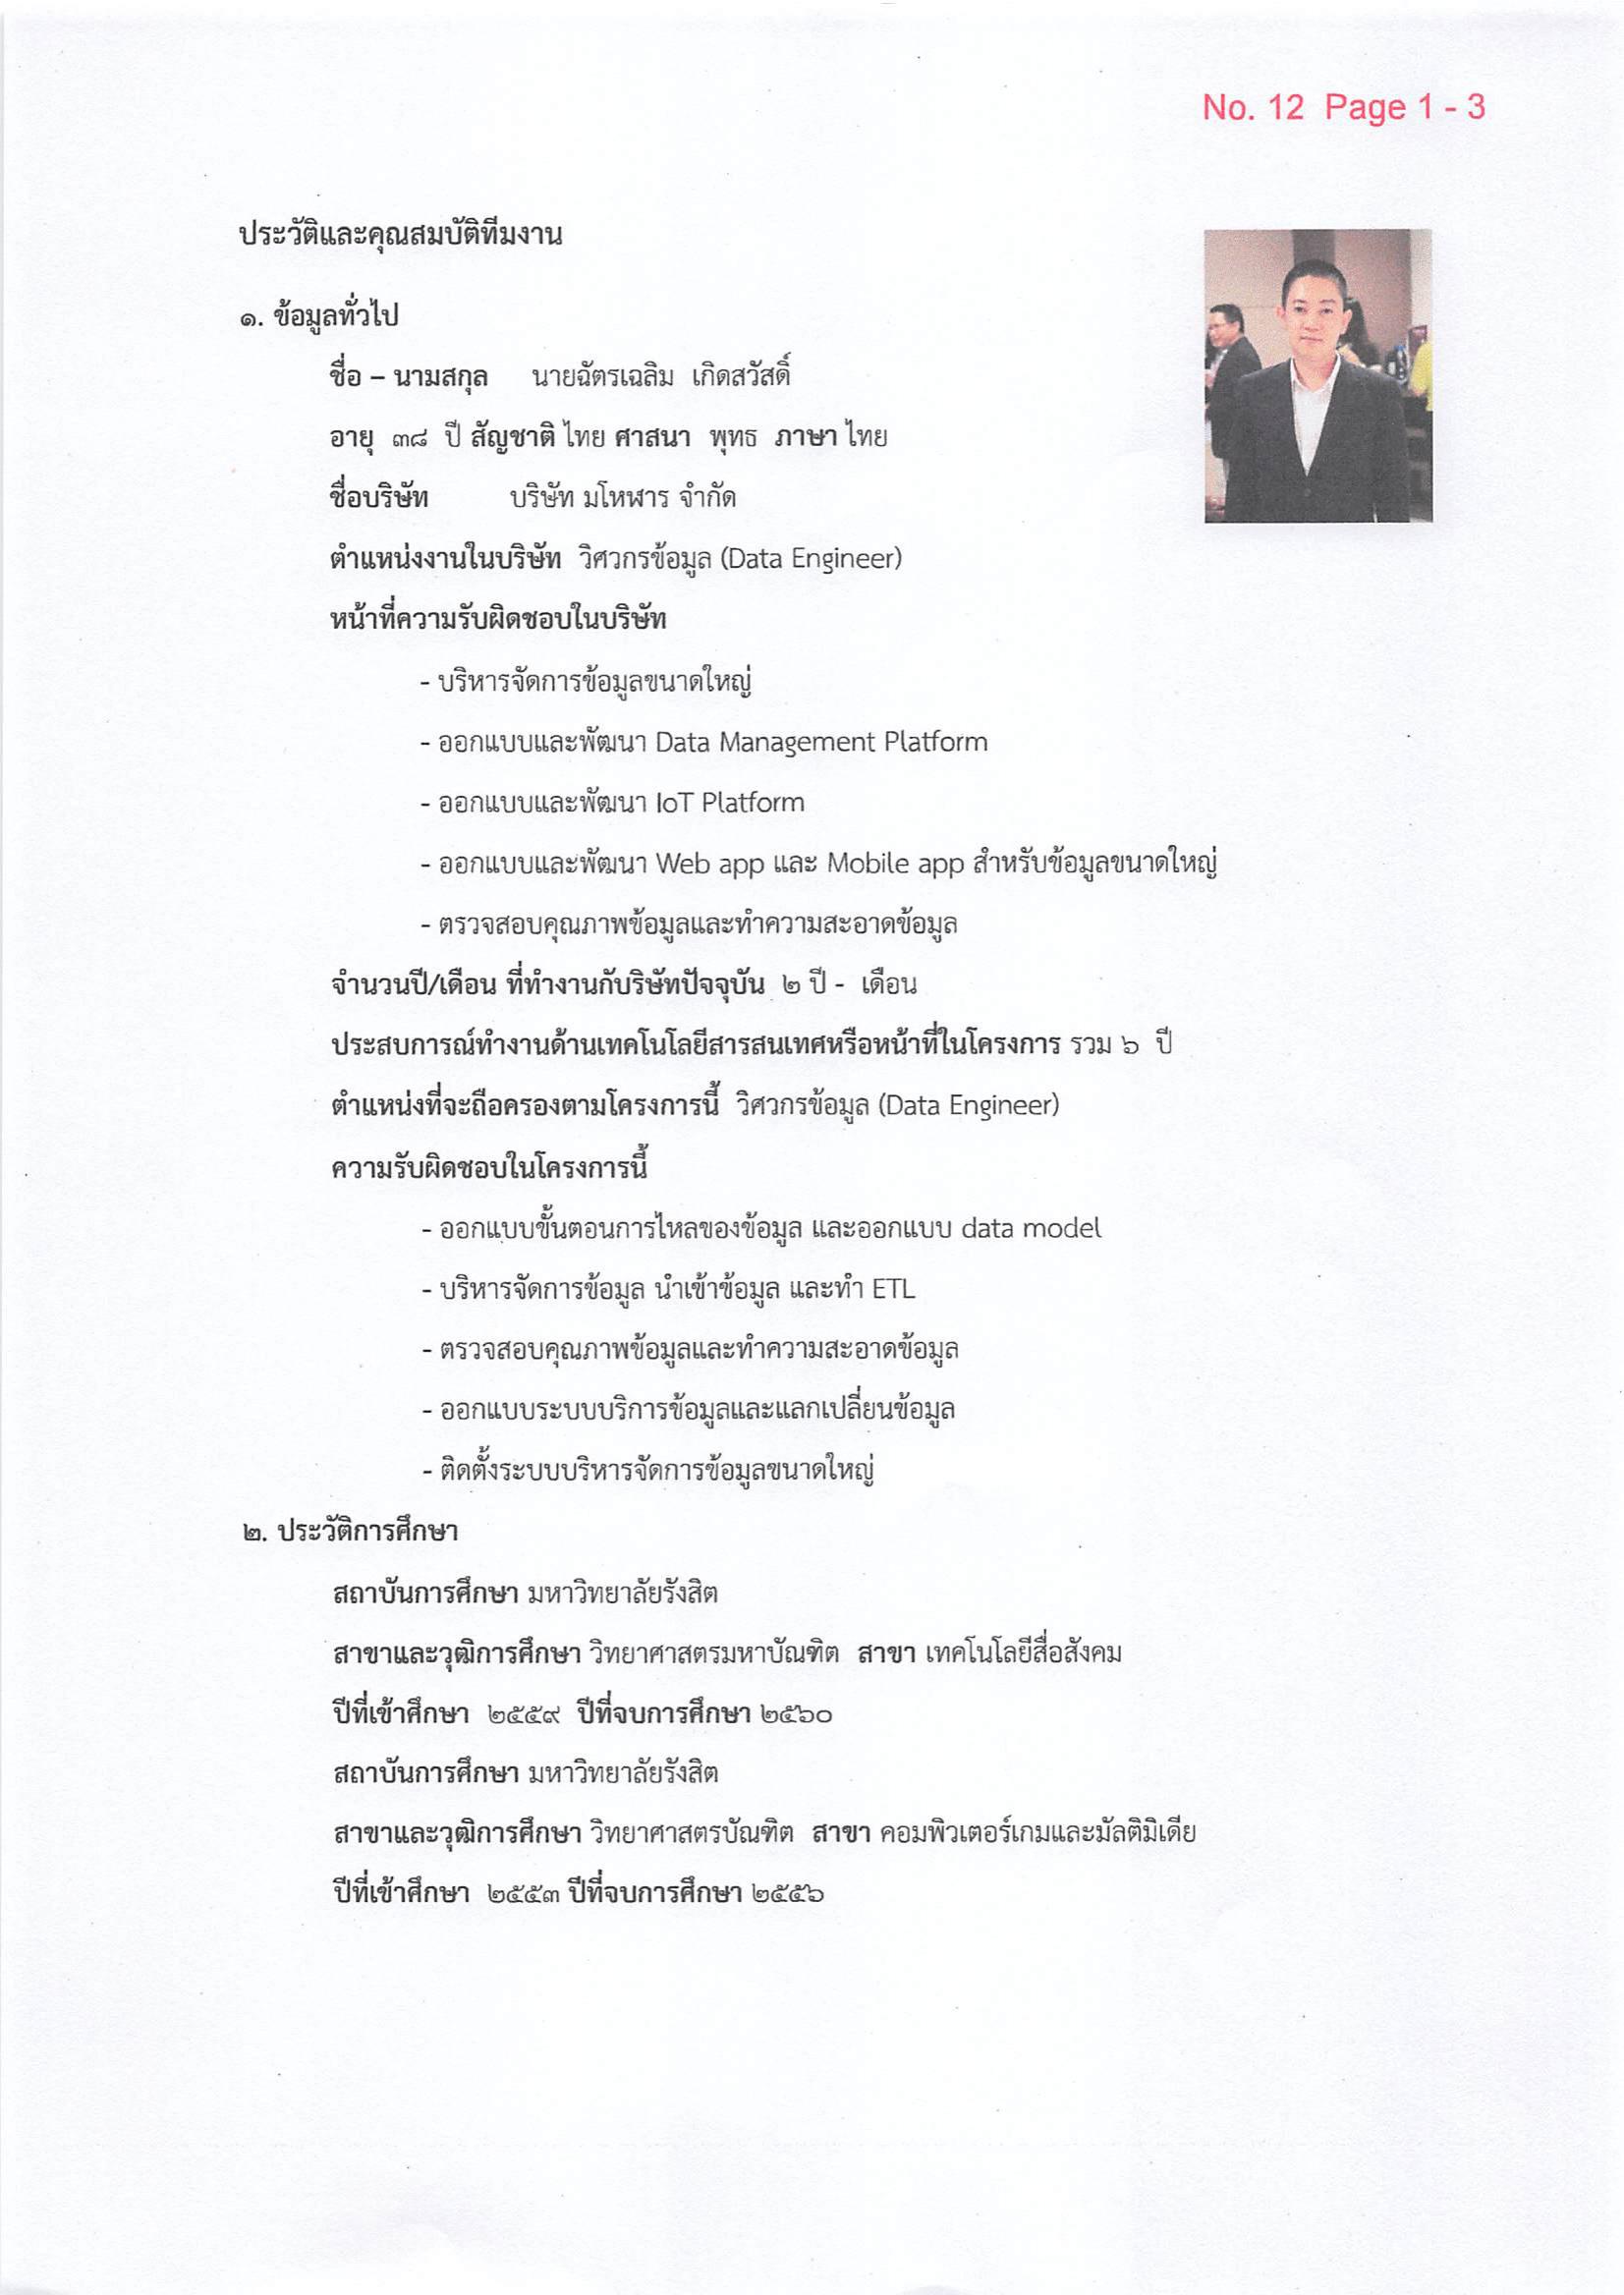 No. 12 Page 1 - 3
ประวัติและคุณสมบัติทีมงาน
๑. ข้อมูลทั่วไป
ชื่อ – นามสกุล นายฉัตรเฉลิม เกิดสวัสดิ์
อายุ ๓๘ ปี สัญชาติ ไทย ศาสนา พุทธ ภาษา ไทย
ชื่อบริษัท บริษัท มโหฬาร จำกัด
ตำแหน่งงานในบริษัท วิศวกรข้อมูล (Data Engineer)
หน้าที่ความรับผิดชอบในบริษัท
- บริหารจัดการข้อมูลขนาดใหญ่
- ออกแบบและพัฒนา Data Management Platform
- ออกแบบและพัฒนา IoT Platform
- ออกแบบและพัฒนา Web app และ Mobile app สำหรับข้อมูลขนาดใหญ่
- ตรวจสอบคุณภาพข้อมูลและทำความสะอาดข้อมูล
จำนวนปี/เดือน ที่ทำงานกับบริษัทปัจจุบัน ๒ ปี - เดือน
ประสบการณ์ทำงานด้านเทคโนโลยีสารสนเทศหรือหน้าที่ในโครงการ รวม ๖ ปี
ตำแหน่งที่จะถือครองตามโครงการนี้ วิศวกรข้อมูล (Data Engineer)
ความรับผิดชอบในโครงการนี้
- ออกแบบขั้นตอนการไหลของข้อมูล และออกแบบ data model
- บริหารจัดการข้อมูล นำเข้าข้อมูล และทำ ETL
- ตรวจสอบคุณภาพข้อมูลและทำความสะอาดข้อมูล
- ออกแบบระบบบริการข้อมูลและแลกเปลี่ยนข้อมูล
- ติดตั้งระบบบริหารจัดการข้อมูลขนาดใหญ่
๒. ประวัติการศึกษา
สถาบันการศึกษา มหาวิทยาลัยรังสิต
สาขาและวุฒิการศึกษา วิทยาศาสตรมหาบัณฑิต สาขา เทคโนโลยีสื่อสังคม
ปีที่เข้าศึกษา ๒๕๕๙ ปีที่จบการศึกษา ๒๕๖๐
สถาบันการศึกษา มหาวิทยาลัยรังสิต
สาขาและวุฒิการศึกษา วิทยาศาสตรบัณฑิต สาขา คอมพิวเตอร์เกมและมัลติมิเดีย
ปีที่เข้าศึกษา ๒๕๕๓ ปีที่จบการศึกษา ๒๕๕๖